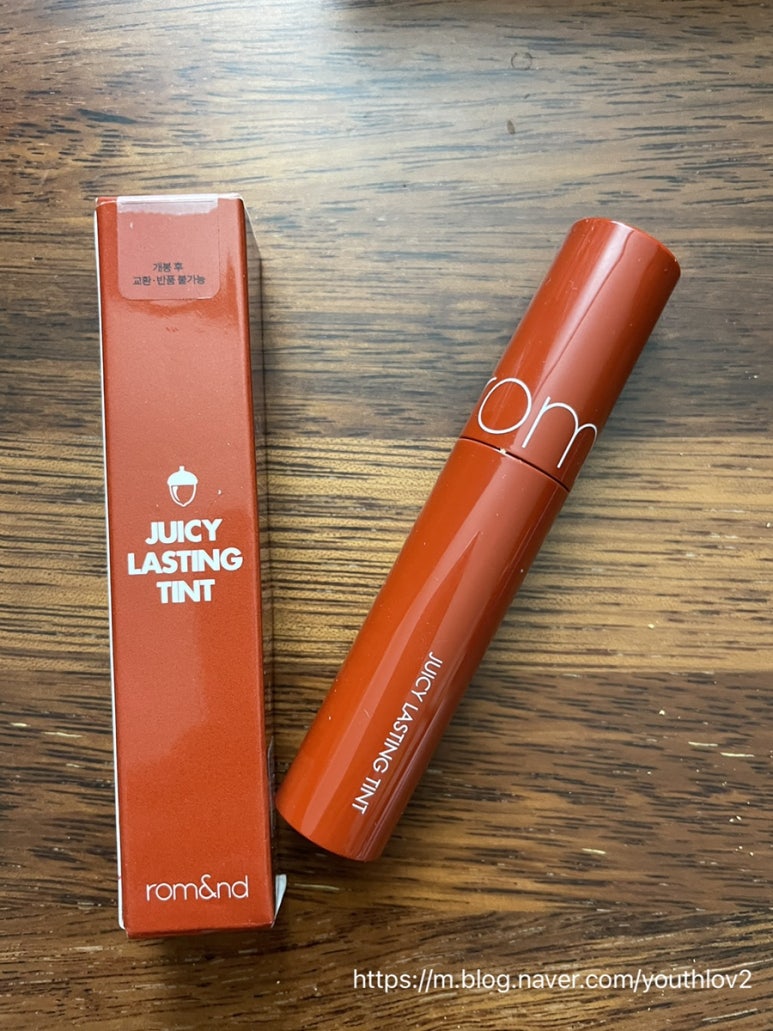 개봉 후
교환·반품 불가능
JUICY
LASTING
TINT
rom&nd
rom
JUICY LASTING TINT
https://m.blog.naver.com/youthlov2